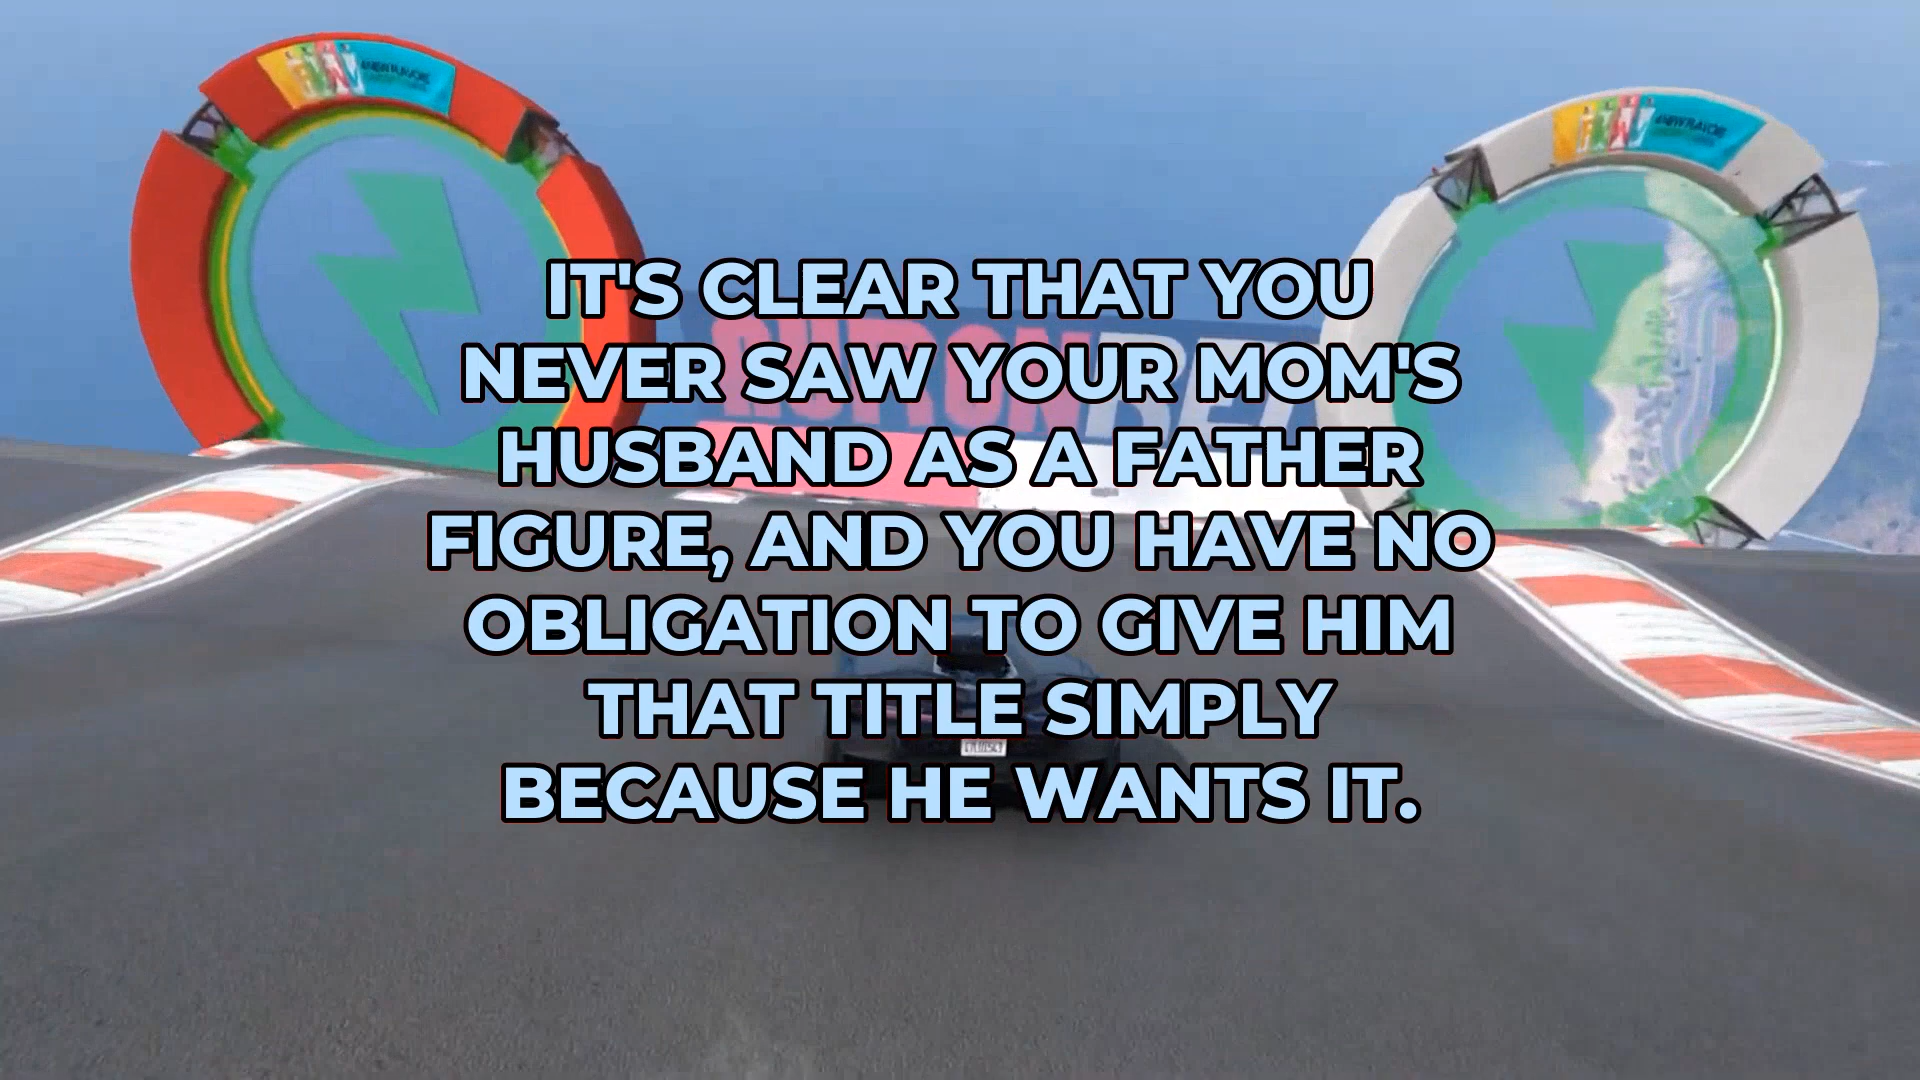 IT'S CLEAR THAT YOU
NEVER SAW YOUR MOM'S
HUSBAND AS A FATHER
FIGURE, AND YOU HAVE NO
OBLIGATION TO GIVE HIM
THAT TITLE SIMPLY
BECAUSE HE WANTS IT.